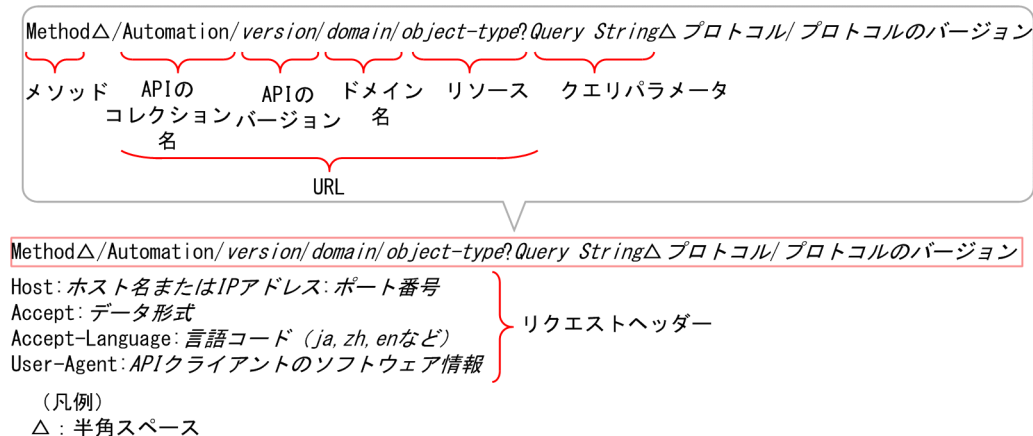 Method△/Automation/version/domain/object-type?Query String△プロトコル/プロトコルのバージョン
メソッド
APIの
コレクション
名
APIの
バージョン
ドメイン
名
リソース
クエリパラメータ
URL
Method△/Automation/version/domain/object-type?Query String△プロトコル/プロトコルのバージョン
Host:ホスト名またはIPアドレス:ポート番号
Accept:データ形式
Accept-Language:言語コード（ja,zh,enなど）
User-Agent:APIクライアントのソフトウェア情報
リクエストヘッダー
（凡例）
△：半角スペース